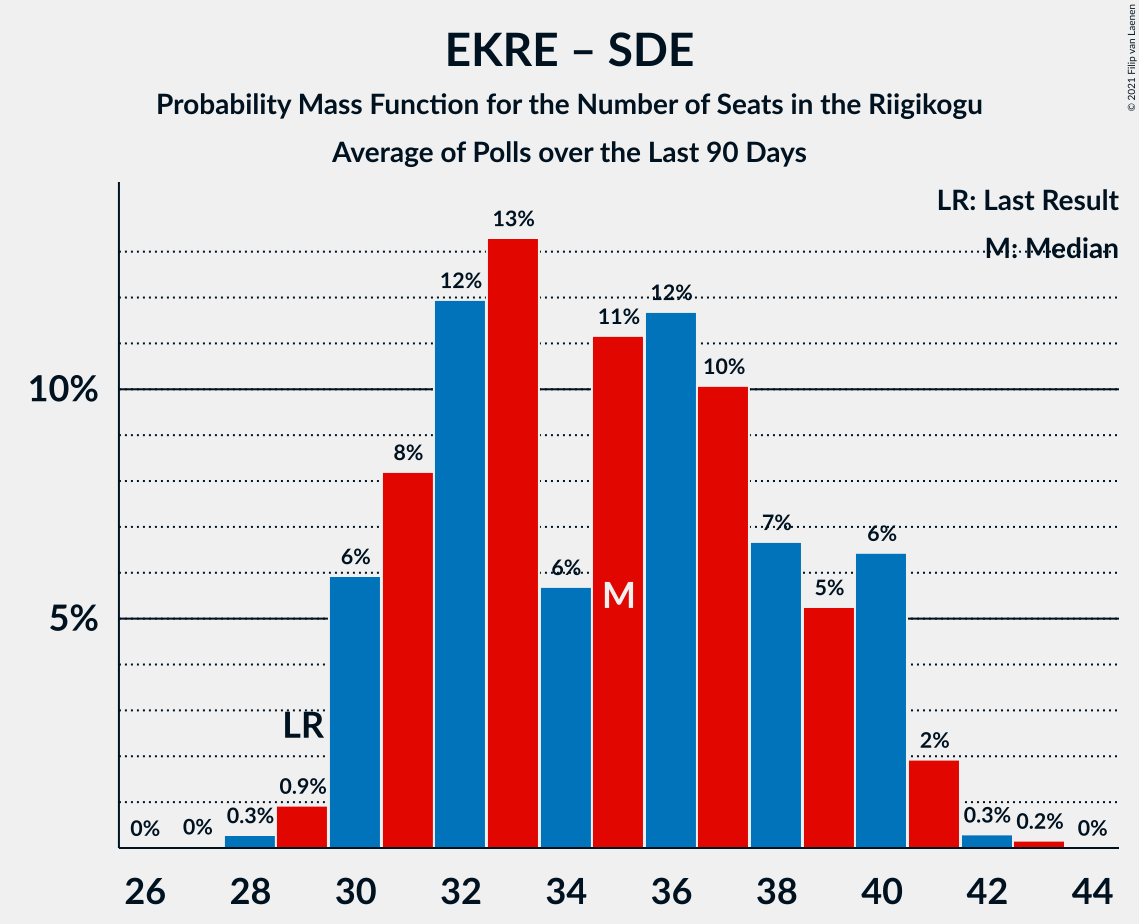 EKRE – SDE
Probability Mass Function for the Number of Seats in the Riigikogu
Average of Polls over the Last 90 Days
© 2021 Filip van Laenen
LR: Last Result
M: Median
13%
12%
12%
11%
10%
10%
8%
7%
6%
6%
6%
5%
M
5%
LR
2%
0.9%
0.3%
0.3%
0.2%
0%
0%
0%
26 28 30 32 34 36 38 40 42 44